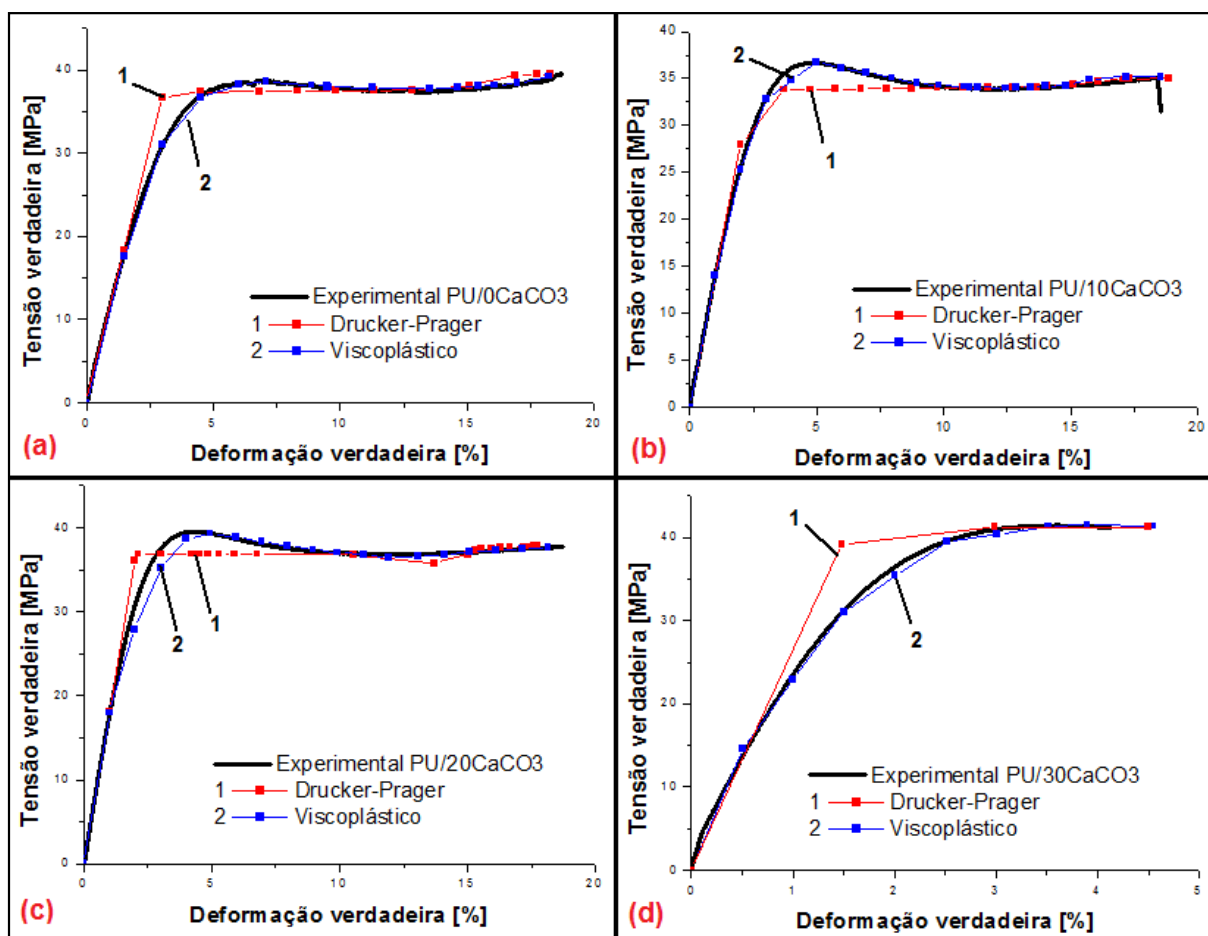 1
2
Tensão verdadeira [MPa]
40
30
20
10
0
Experimental PU/0CaCO3
1 Drucker-Prager
2 Viscoplástico
0 5 10 15 20
Deformação verdadeira [%]
(a)
2
1
Tensão verdadeira [MPa]
40
35
30
25
20
15
10
5
0
Experimental PU/10CaCO3
1 Drucker-Prager
2 Viscoplástico
0 5 10 15 20
Deformação verdadeira [%]
(b)
2
1
Tensão verdadeira [MPa]
40
30
20
10
0
Experimental PU/20CaCO3
1 Drucker-Prager
2 Viscoplástico
0 5 10 15 20
Deformação verdadeira [%]
(c)
1
2
Tensão verdadeira [MPa]
40
30
20
10
0
Experimental PU/30CaCO3
1 Drucker-Prager
2 Viscoplástico
0 1 2 3 4 5
Deformação verdadeira [%]
(d)